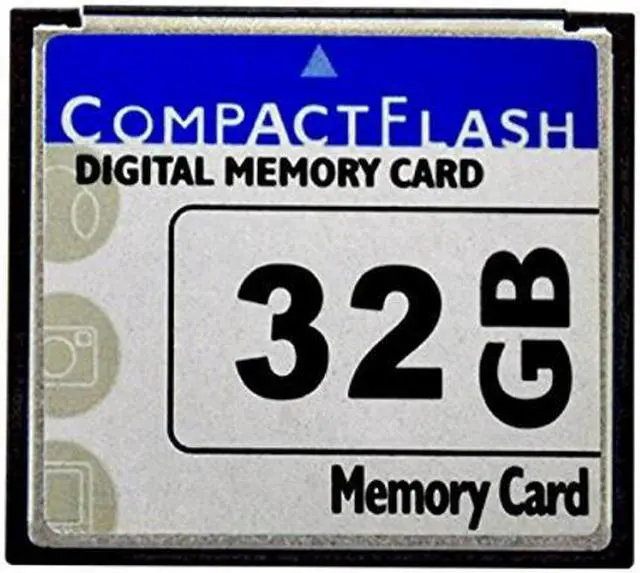 COMPACTFLASH
DIGITAL MEMORY CARD
32 GB
Memory Card